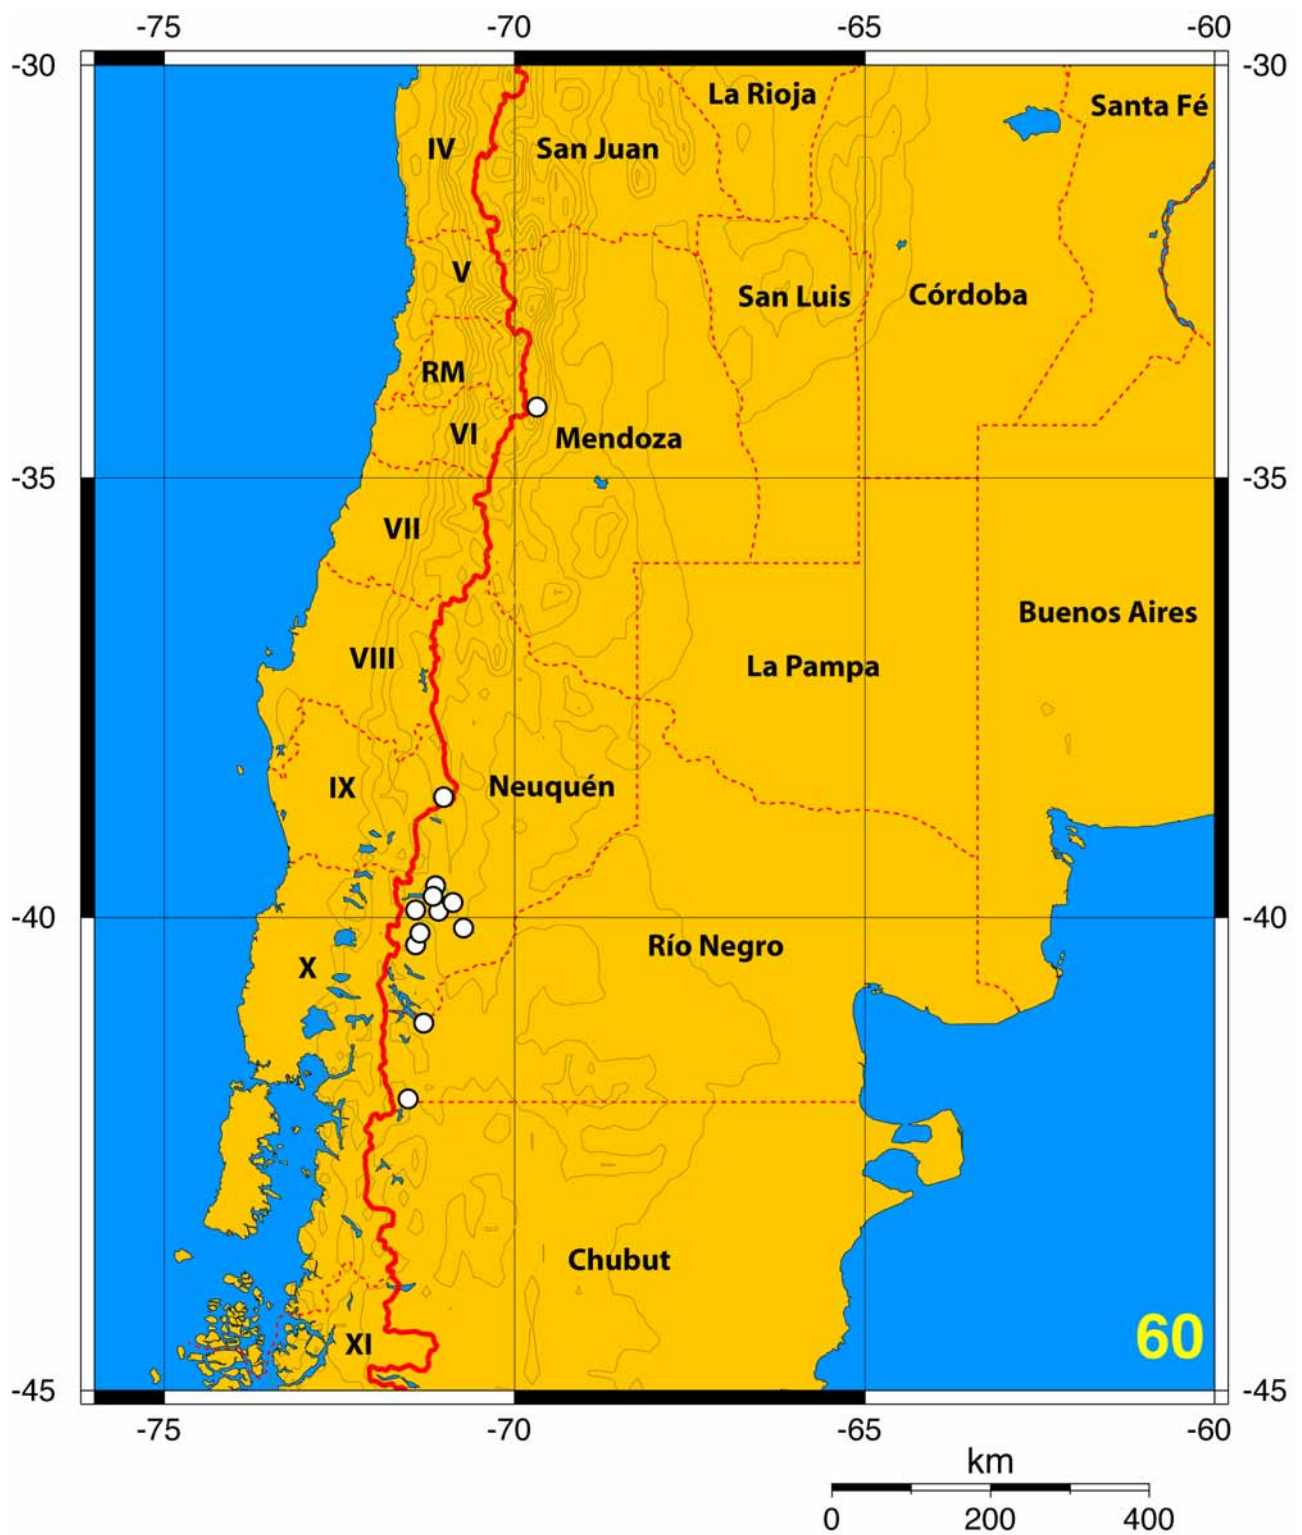 -75 -70 -65 -60
-30 -30
La Rioja
Santa Fé
IV San Juan
V
San Luis Córdoba
RM
VI Mendoza
-35 -35
VII
Buenos Aires
VIII La Pampa
IX Neuquén
-40 -40
Río Negro
X
Chubut
60
XI
-45 -45
-75 -70 -65 -60
km
0 200 400